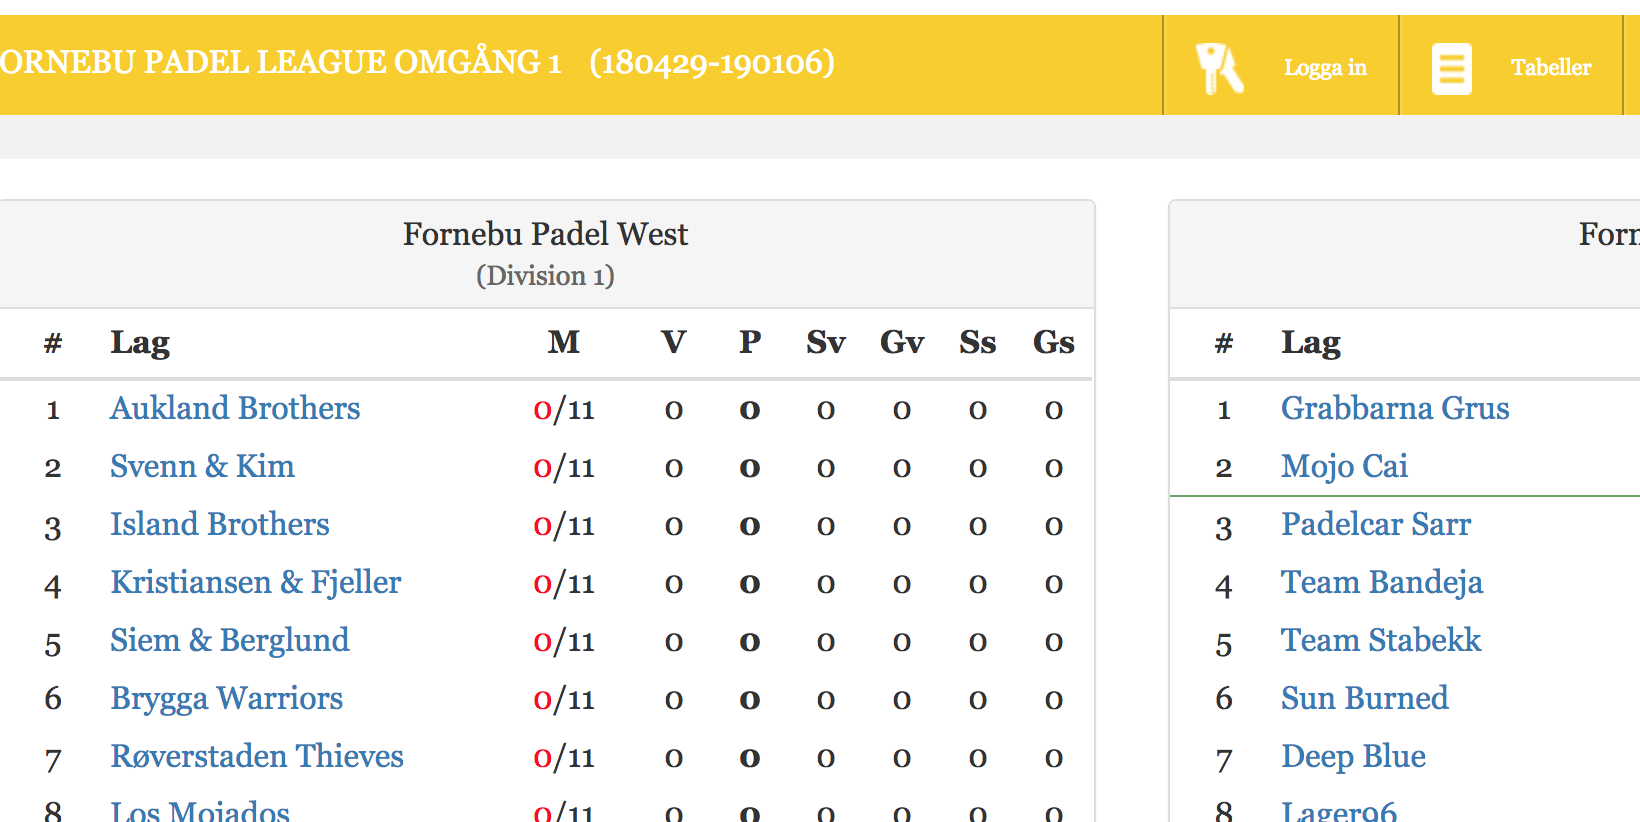 ORNEBU PADEL LEAGUE OMGÅNG 1 (180429-190106)
Logga in
Tabeller
Fornebu Padel West
(Division 1)
# Lag M V P Sv Gv Ss Gs
1 Aukland Brothers 0/11 0 0 0 0 0 0
2 Svenn & Kim 0/11 0 0 0 0 0 0
3 Island Brothers 0/11 0 0 0 0 0 0
4 Kristiansen & Fjeller 0/11 0 0 0 0 0 0
5 Siem & Berglund 0/11 0 0 0 0 0 0
6 Brygga Warriors 0/11 0 0 0 0 0 0
7 Røverstaden Thieves 0/11 0 0 0 0 0 0
8 Los Mojados 0/11 0 0 0 0 0 0
Forn
# Lag
1 Grabbarna Grus
2 Mojo Cai
3 Padelcar Sarr
4 Team Bandeja
5 Team Stabekk
6 Sun Burned
7 Deep Blue
8 Lager96